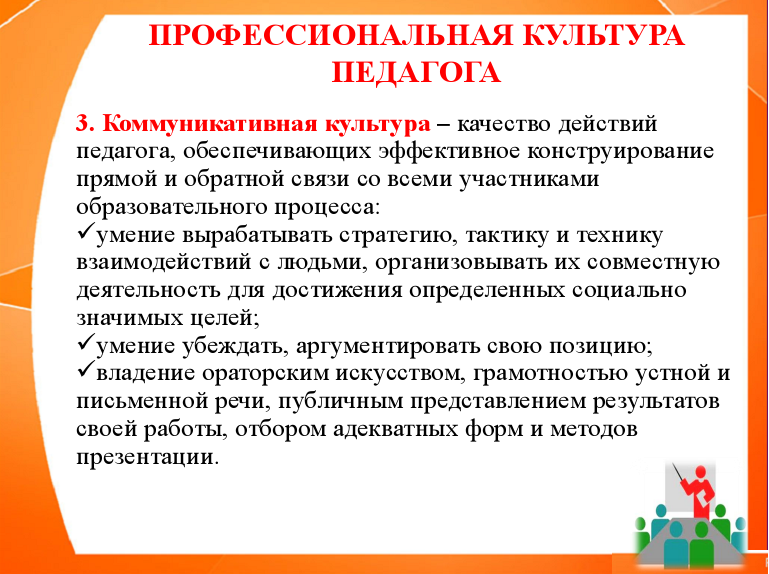 ПРОФЕССИОНАЛЬНАЯ КУЛЬТУРА
ПЕДАГОГА
3. Коммуникативная культура – качество действий
педагога, обеспечивающих эффективное конструирование
прямой и обратной связи со всеми участниками
образовательного процесса:
✓умение вырабатывать стратегию, тактику и технику
взаимодействий с людьми, организовывать их совместную
деятельность для достижения определенных социально
значимых целей;
✓умение убеждать, аргументировать свою позицию;
✓владение ораторским искусством, грамотностью устной и
письменной речи, публичным представлением результатов
своей работы, отбором адекватных форм и методов
презентации.